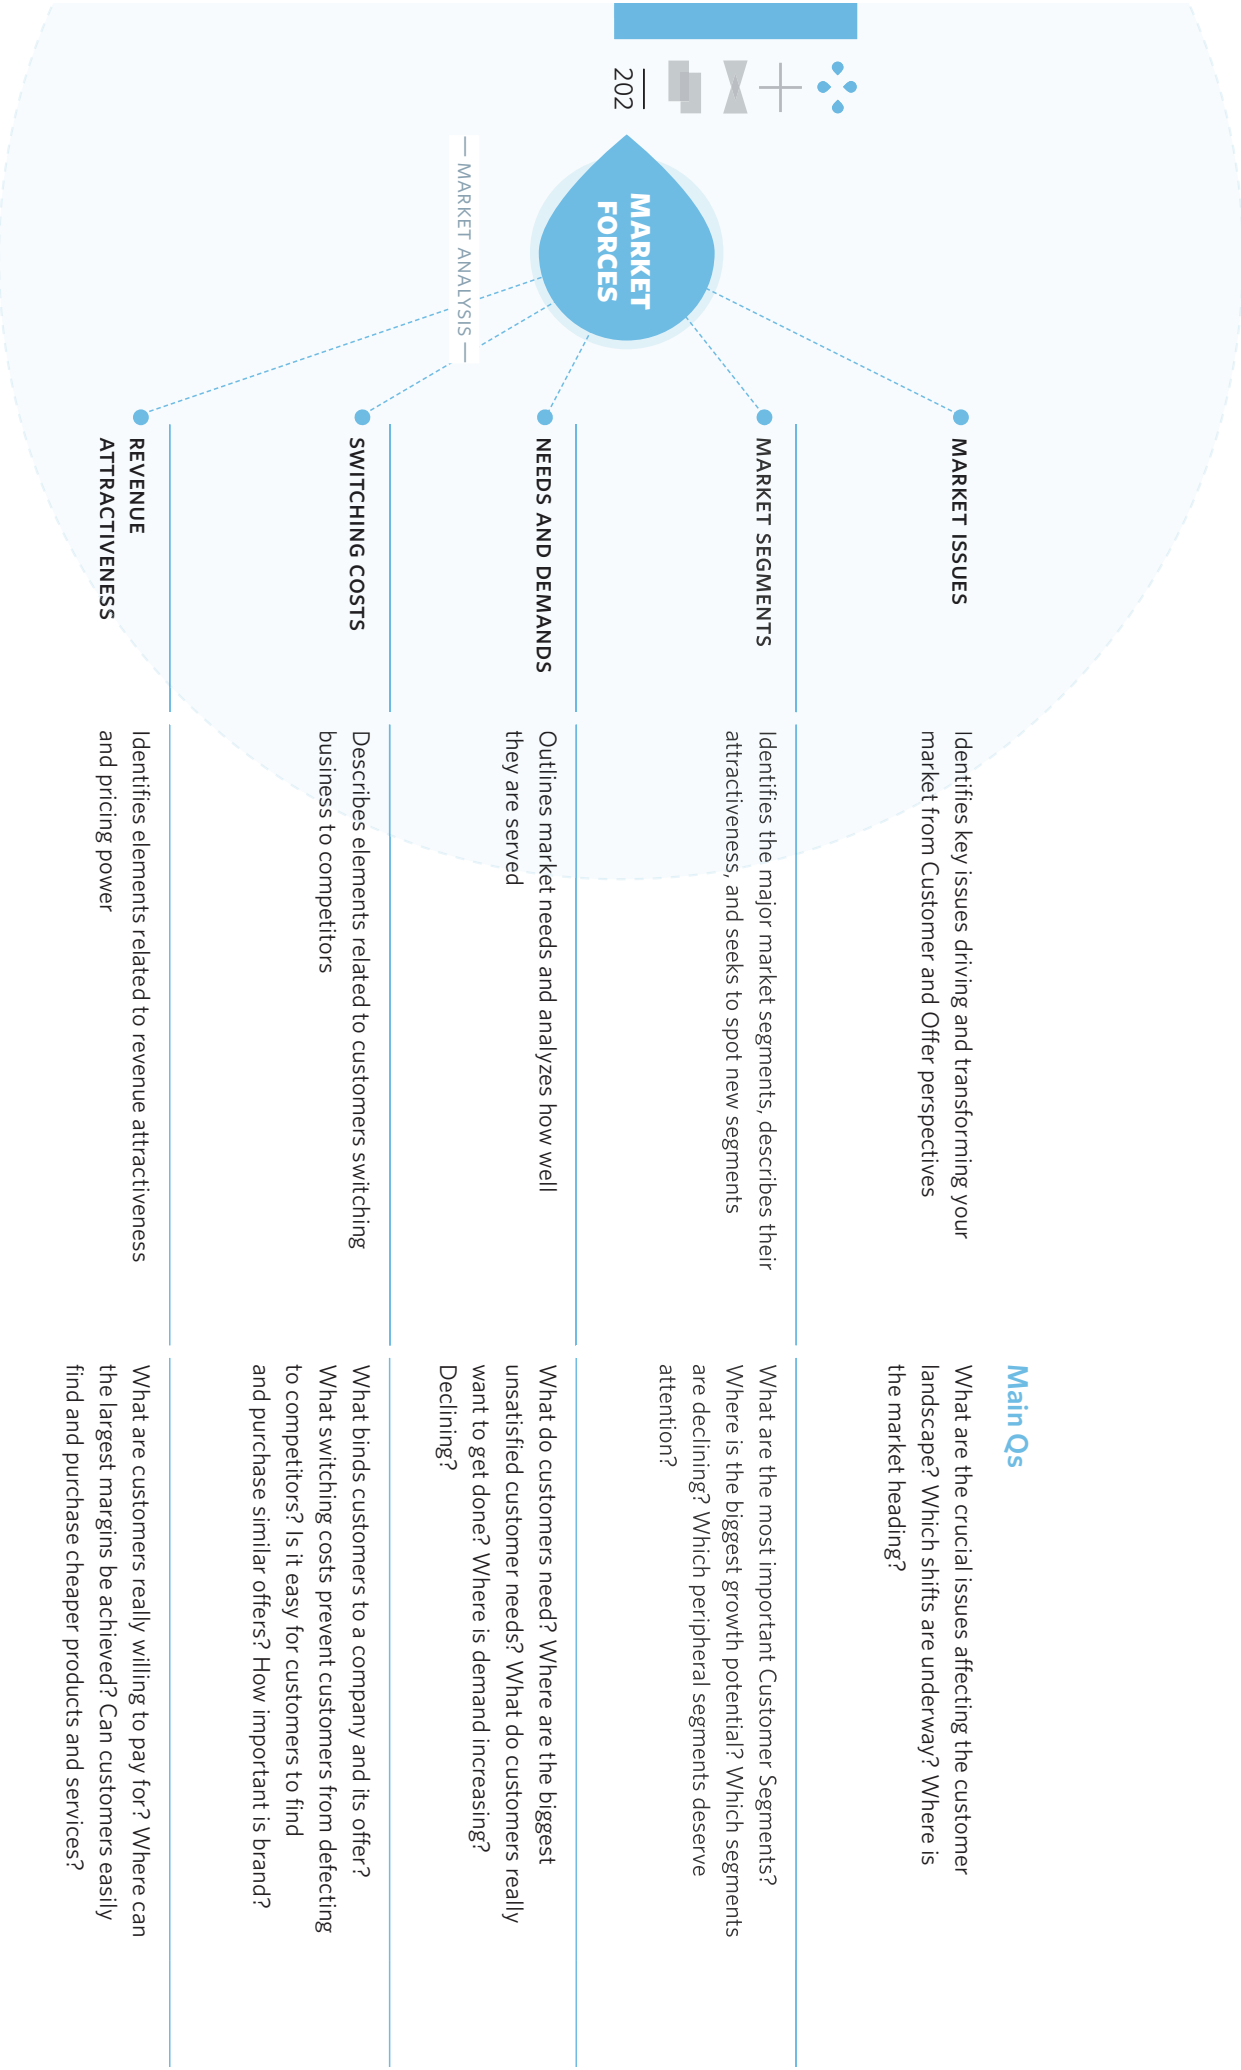 202
MARKET
FORCES
— MARKET ANALYSIS —
Main Qs
MARKET ISSUES
Identifies key issues driving and transforming your
market from Customer and Offer perspectives
What are the crucial issues affecting the customer
landscape? Which shifts are underway? Where is
the market heading?
MARKET SEGMENTS
Identifies the major market segments, describes their
attractiveness, and seeks to spot new segments
What are the most important Customer Segments?
Where is the biggest growth potential? Which segments
are declining? Which peripheral segments deserve
attention?
NEEDS AND DEMANDS
Outlines market needs and analyzes how well
they are served
What do customers need? Where are the biggest
unsatisfied customer needs? What do customers really
want to get done? Where is demand increasing?
Declining?
SWITCHING COSTS
Describes elements related to customers switching
business to competitors
What binds customers to a company and its offer?
What switching costs prevent customers from defecting
to competitors? Is it easy for customers to find
and purchase similar offers? How important is brand?
REVENUE
ATTRACTIVENESS
Identifies elements related to revenue attractiveness
and pricing power
What are customers really willing to pay for? Where can
the largest margins be achieved? Can customers easily
find and purchase cheaper products and services?